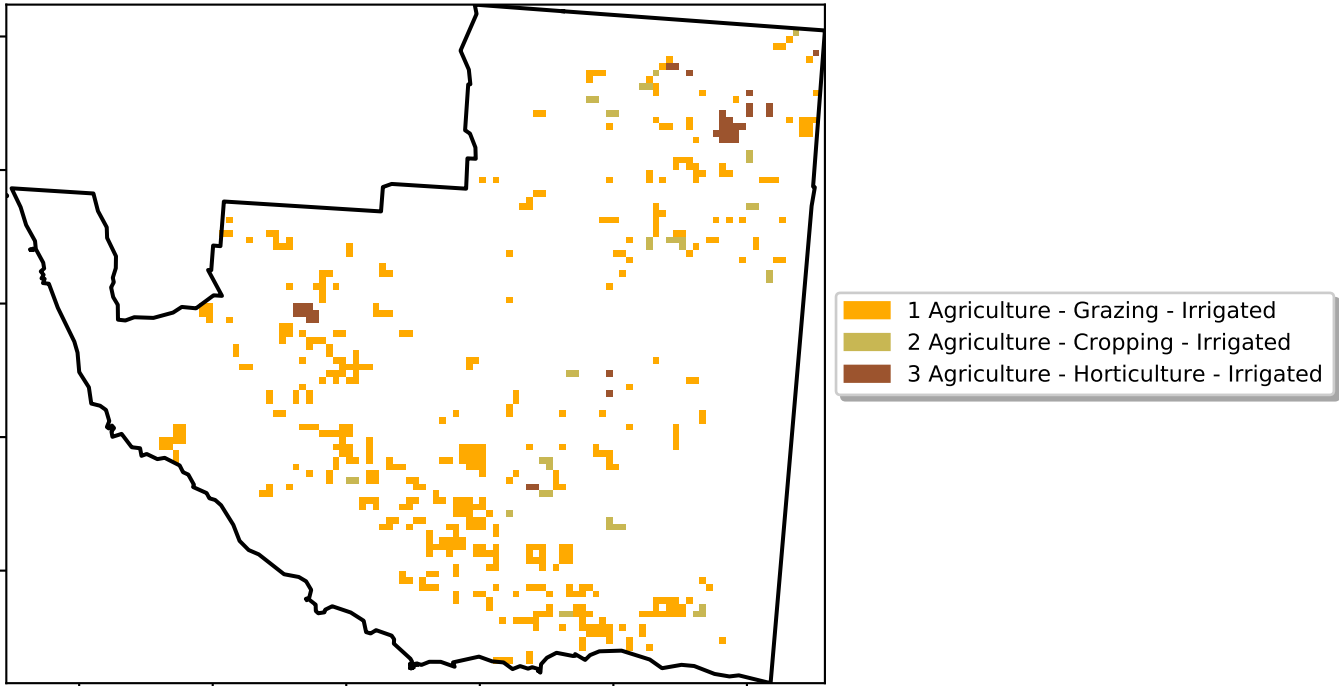 1 Agriculture - Grazing - Irrigated
2 Agriculture - Cropping - Irrigated
3 Agriculture - Horticulture - Irrigated